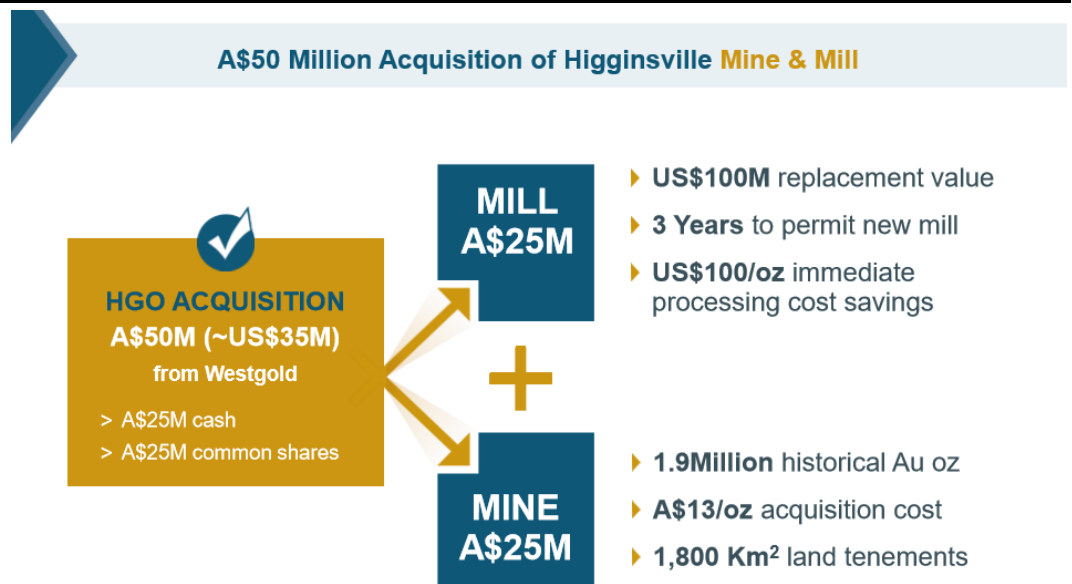 A$50 Million Acquisition of Higginsville Mine & Mill
HGO ACQUISITION
A$50M (~US$35M)
from Westgold
> A$25M cash
> A$25M common shares
MILL
A$25M
US$100M replacement value
3 Years to permit new mill
US$100/oz immediate
processing cost savings
+
MINE
A$25M
1.9Million historical Au oz
A$13/oz acquisition cost
1,800 Km² land tenements